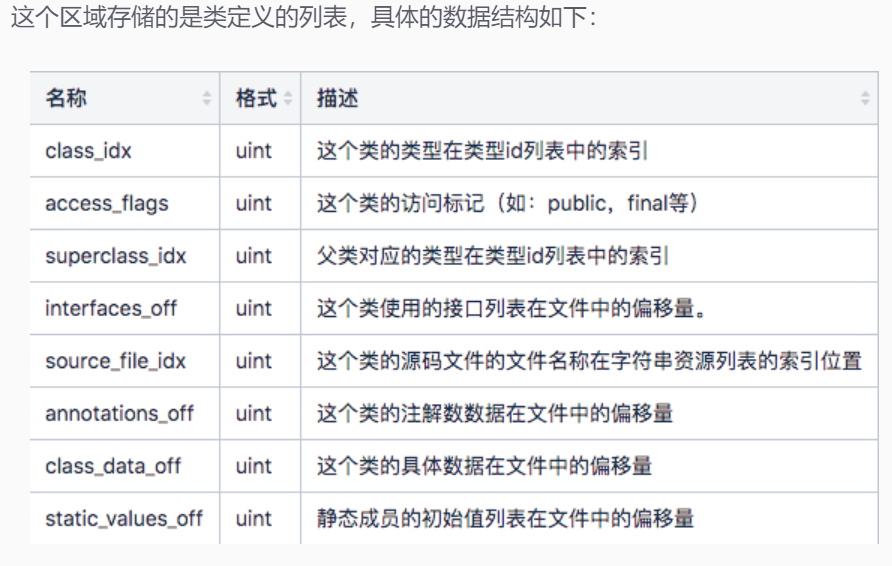 这个区域存储的是类定义的列表，具体的数据结构如下：
名称 格式 描述
class_idx uint 这个类的类型在类型id列表中的索引
access_flags uint 这个类的访问标记（如：public，final等）
superclass_idx uint 父类对应的类型在类型id列表中的索引
interfaces_off uint 这个类使用的接口列表在文件中的偏移量。
source_file_idx uint 这个类的源码文件的文件名称在字符串资源列表的索引位置
annotations_off uint 这个类的注解数数据在文件中的偏移量
class_data_off uint 这个类的具体数据在文件中的偏移量
static_values_off uint 静态成员的初始值列表在文件中的偏移量